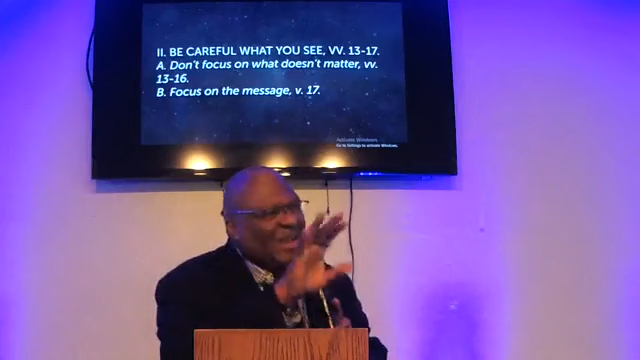 II. BE CAREFUL WHAT YOU SEE, VV. 13-17.
A. Don't focus on what doesn't matter, vv.
13-16.
B. Focus on the message, v. 17.
Activate Windows
Go to Settings to activate Windows.